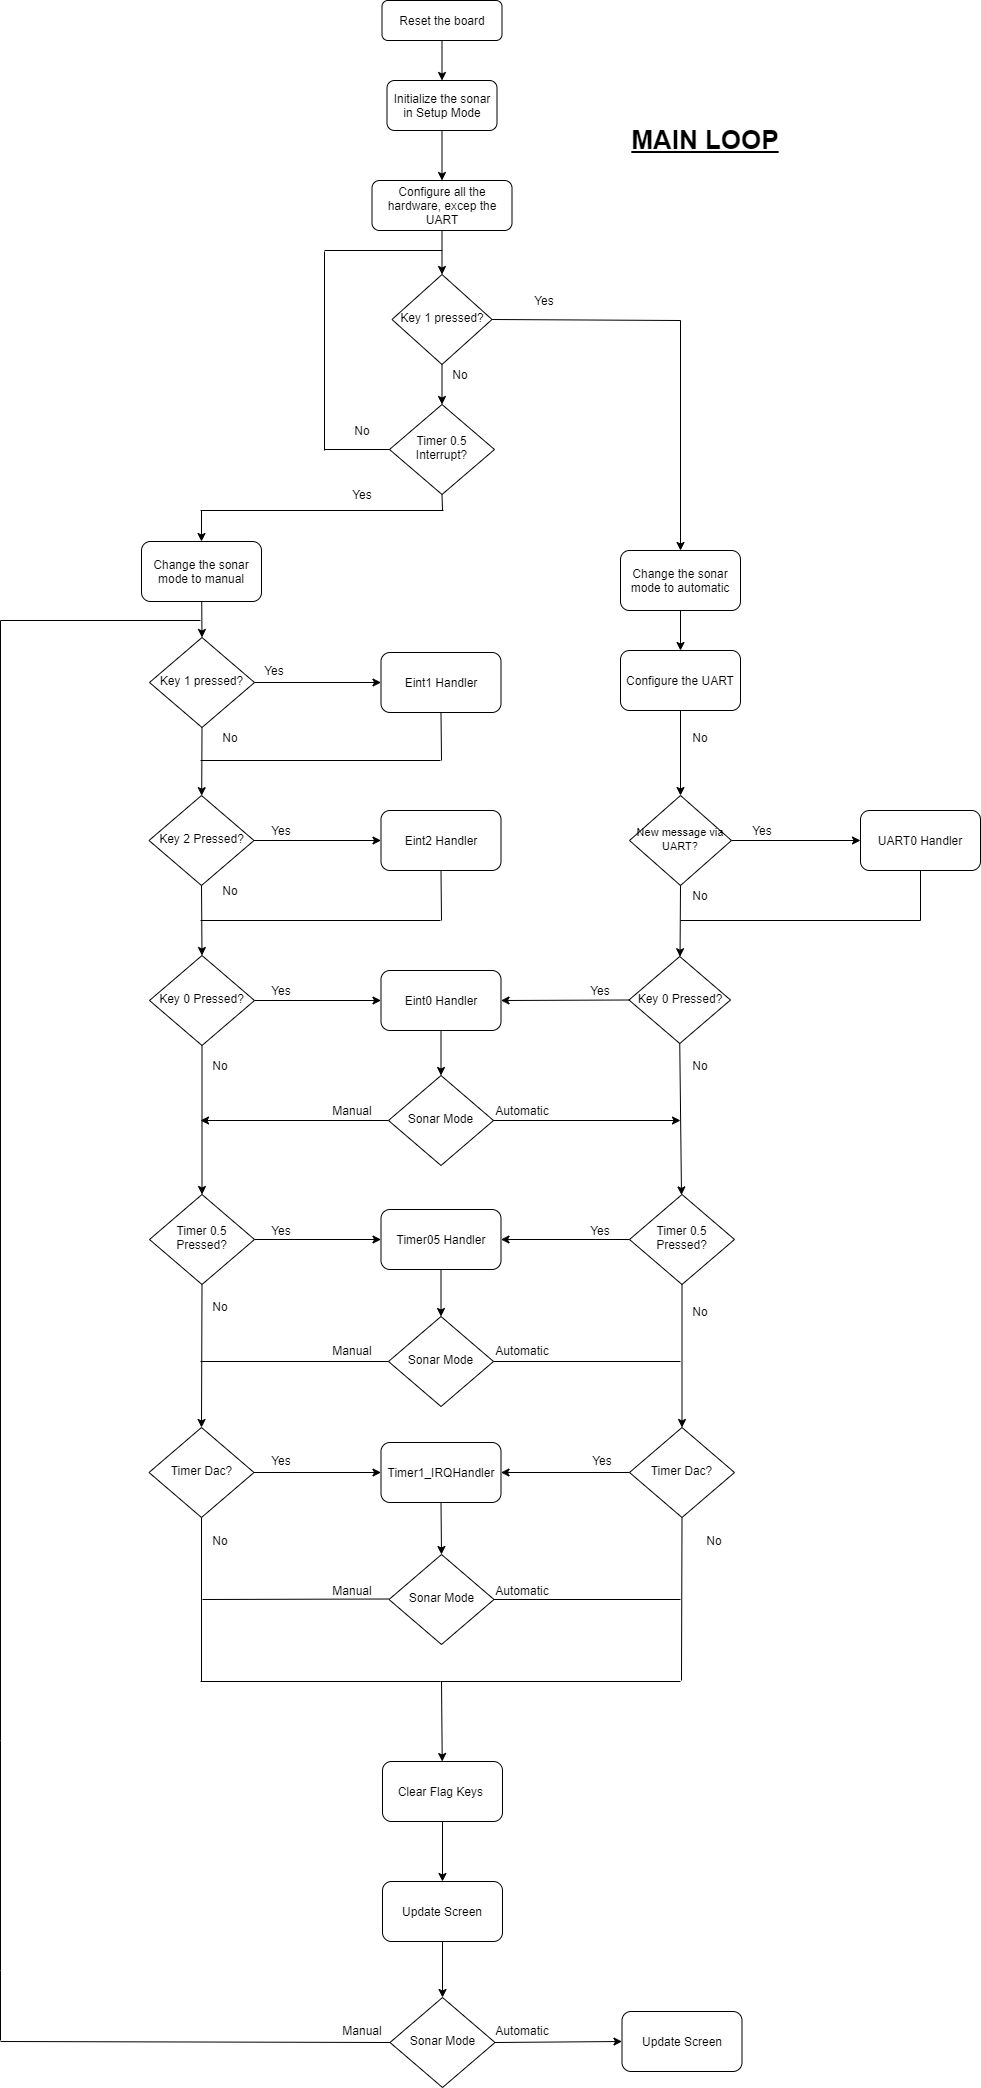 Reset the board
Initialize the sonar
in Setup Mode
MAIN LOOP
Configure all the
hardware, excep the
UART
Yes
Key 1 pressed?
No
No
Timer 0.5
Interrupt?
Yes
Change the sonar
mode to manual
Change the sonar
mode to automatic
Key 1 pressed?
Yes
Eint1 Handler
Configure the UART
No
No
Key 2 Pressed?
Yes
Eint2 Handler
New message via
UART?
Yes
UART0 Handler
No
No
Key 0 Pressed?
Yes
Eint0 Handler
Yes
Key 0 Pressed?
No
No
Manual
Sonar Mode
Automatic
Timer 0.5
Pressed?
Yes
Timer05 Handler
Yes
Timer 0.5
Pressed?
No
No
Manual
Sonar Mode
Automatic
Timer Dac?
Yes
Timer1_IRQHandler
Yes
Timer Dac?
No
No
Manual
Sonar Mode
Automatic
Clear Flag Keys
Update Screen
Manual
Sonar Mode
Automatic
Update Screen